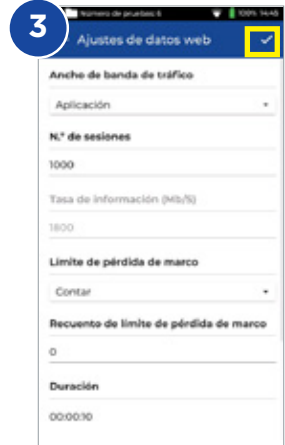 3
Número de pruebas: 6 100% 14:45
Ajustes de datos web
Ancho de banda de tráfico
Aplicación
N.º de sesiones
1000
Tasa de información (Mb/S)
1800
Límite de pérdida de marco
Contar
Recuento de límite de pérdida de marco
0
Duración
00:00:10